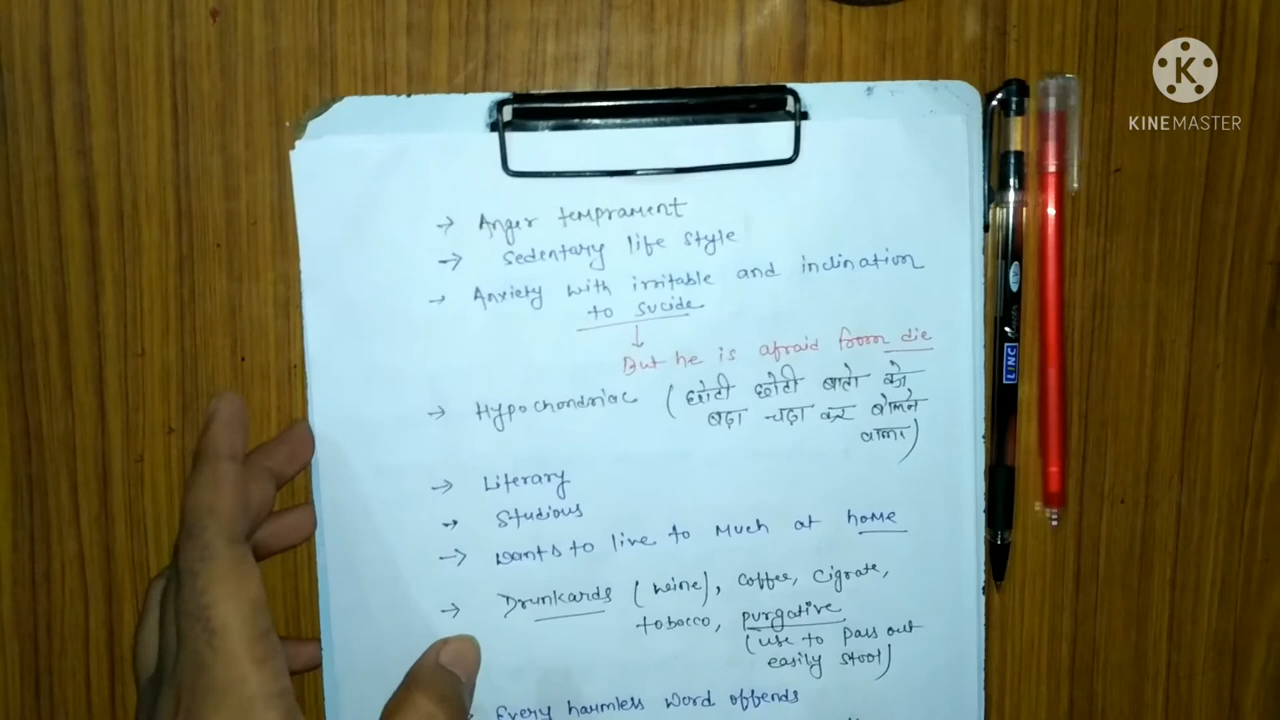 KINEMASTER
→ Anger temprament
→ Sedentary life style
→ Anxiety with irritable and inclination
to sucide
↓
But he is afraid from die
→ Hypochondriac (छोटी छोटी बातो को
बढ़ा चढ़ा कर बोलने
वाला)
→ Literary
→ Studious
→ Wants to live to Much at home
→ Drunkards (Weine), Coffee, Cigrate,
tobacco, purgative
(use to pass out
easily stool)
→ Every harmless word offends
LINC